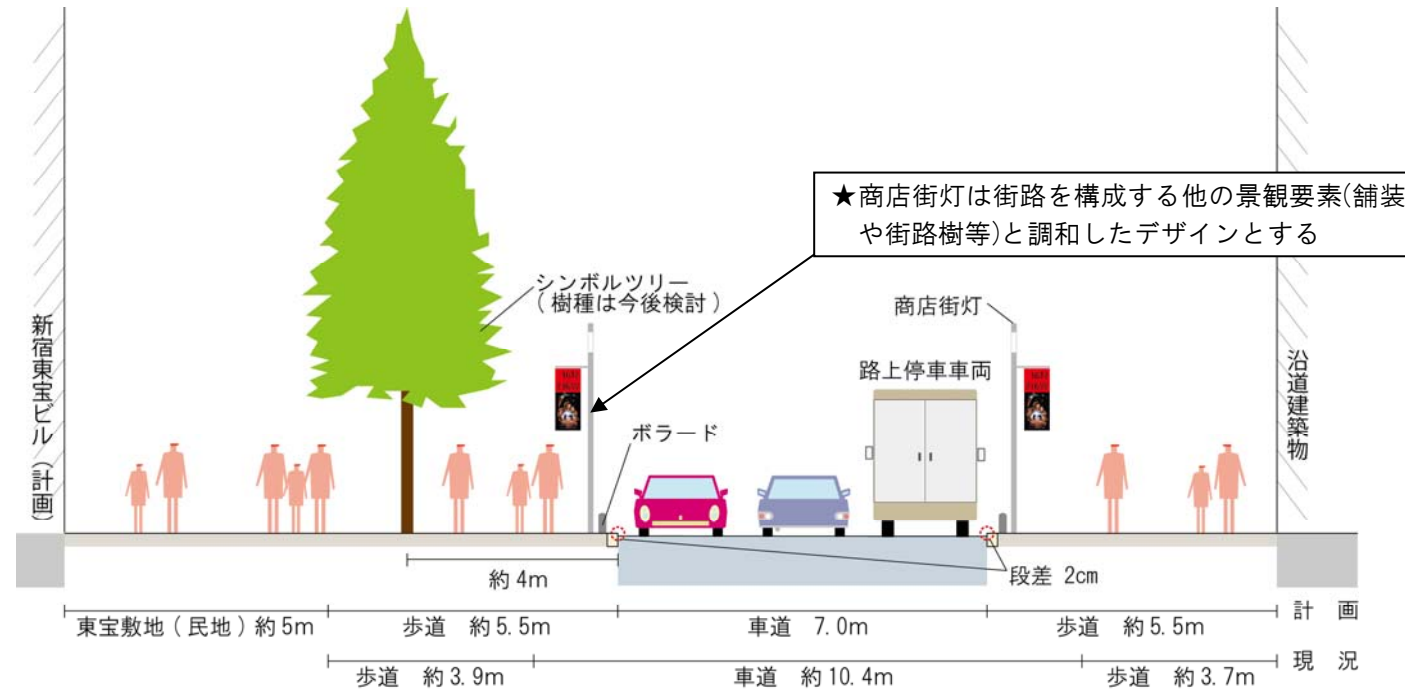 ★商店街灯は街路を構成する他の景観要素(舗装
や街路樹等)と調和したデザインとする
シンボルツリー
(樹種は今後検討)
商店街灯
路上停車車両
ボラード
新宿東宝ビル(計画)
沿道建築物
約4m
段差 2cm
東宝敷地(民地)約5m
歩道 約5.5m
車道 7.0m
歩道 約5.5m
計 画
歩道 約3.9m
車道 約10.4m
歩道 約3.7m
現 況